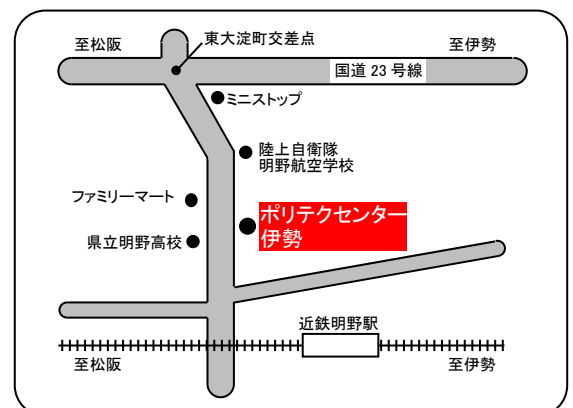 至松阪
東大淀町交差点
至伊勢
国道 23 号線
ミニストップ
陸上自衛隊
明野航空学校
ファミリーマート
ポリテクセンター
伊勢
県立明野高校
近鉄明野駅
至松阪
至伊勢